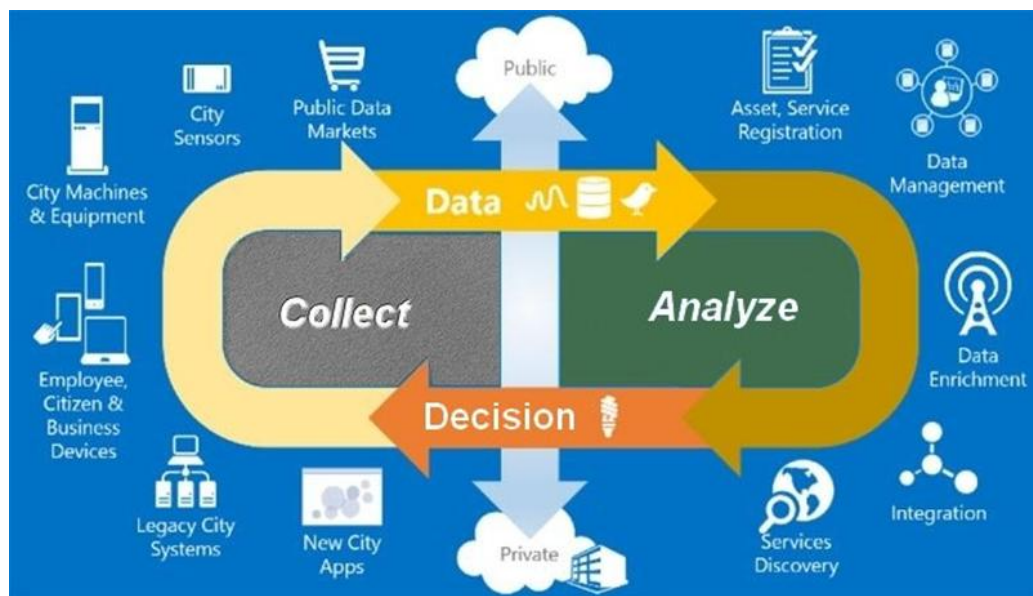 Public
City
Sensors
Public Data
Markets
Asset, Service
Registration
Data
Management
City Machines
& Equipment
Data
Collect
Analyze
Employee,
Citizen &
Business
Devices
Data
Enrichment
Decision
Legacy City
Systems
New City
Apps
Private
Services
Discovery
Integration